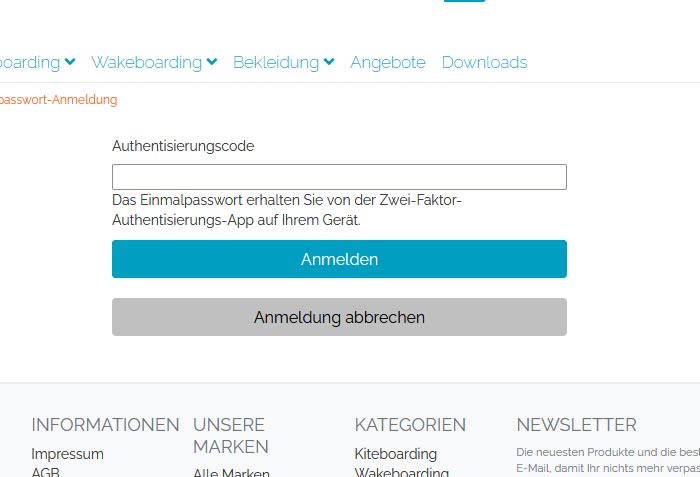 boarding Wakeboarding Bekleidung Angebote Downloads
passwort-Anmeldung
Authentisierungscode
Das Einmalpasswort erhalten Sie von der Zwei-Faktor-
Authentisierungs-App auf Ihrem Gerät.
Anmelden
Anmeldung abbrechen
INFORMATIONEN
Impressum
AGB
UNSERE
MARKEN
Alle Marken
KATEGORIEN
Kiteboarding
Wakeboarding
NEWSLETTER
Die neuesten Produkte und die best
E-Mail, damit Ihr nichts mehr verpas